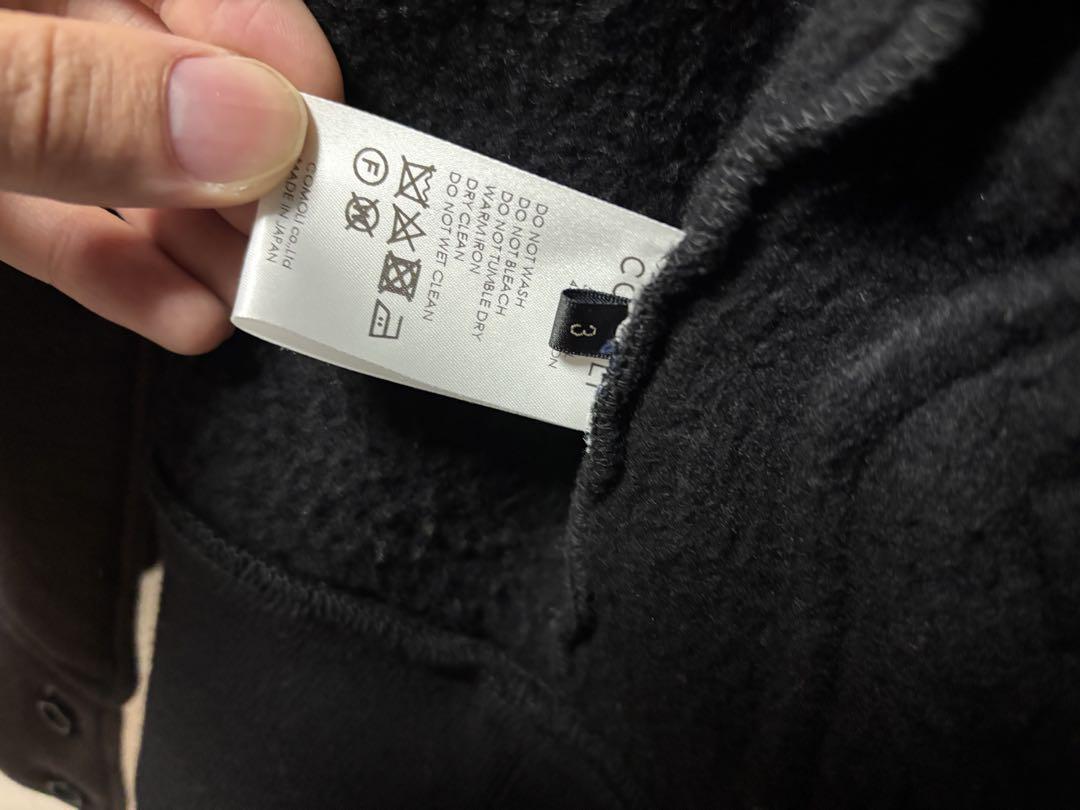 3
DO NOT WASH
DO NOT BLEACH
DO NOT TUMBLE DRY
WARM IRON
DRY CLEAN
DO NOT WET CLEAN
F W
COMOLI co.,Ltd
MADE IN JAPAN